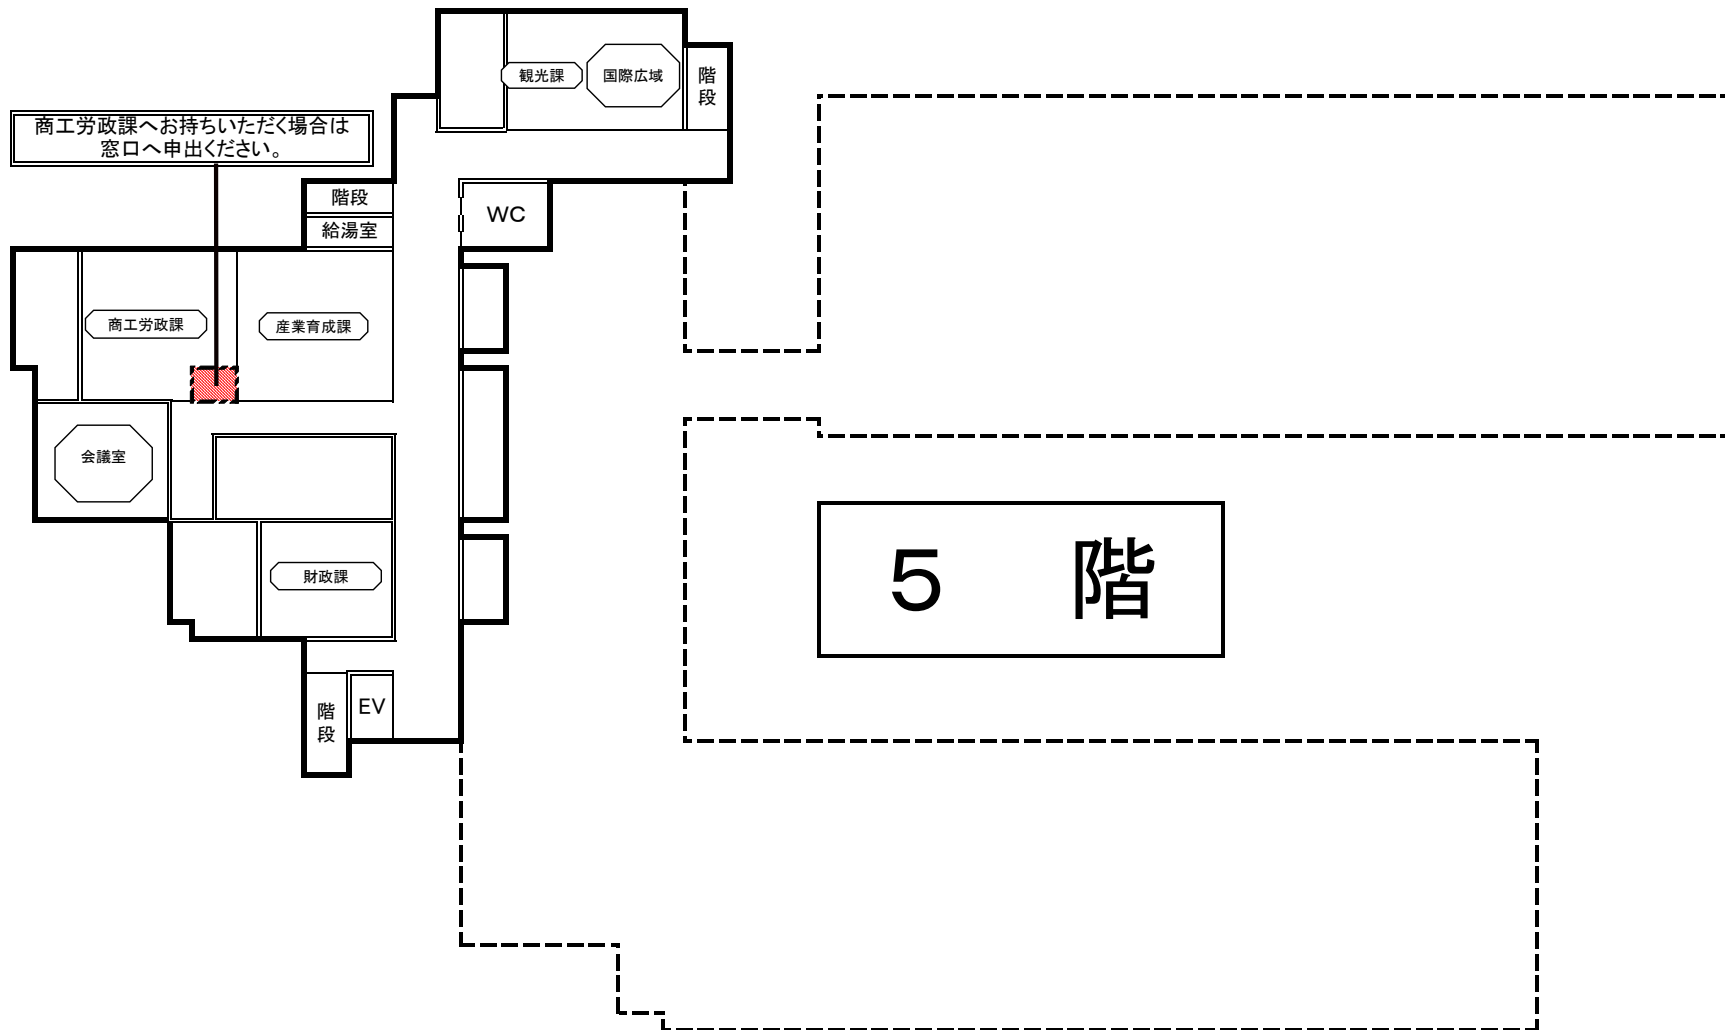 観光課
国際広域
階
段
商工労政課へお持ちいただく場合は
窓口へ申出ください。
階段
WC
給湯室
商工労政課
産業育成課
会議室
5 階
財政課
階
段
EV